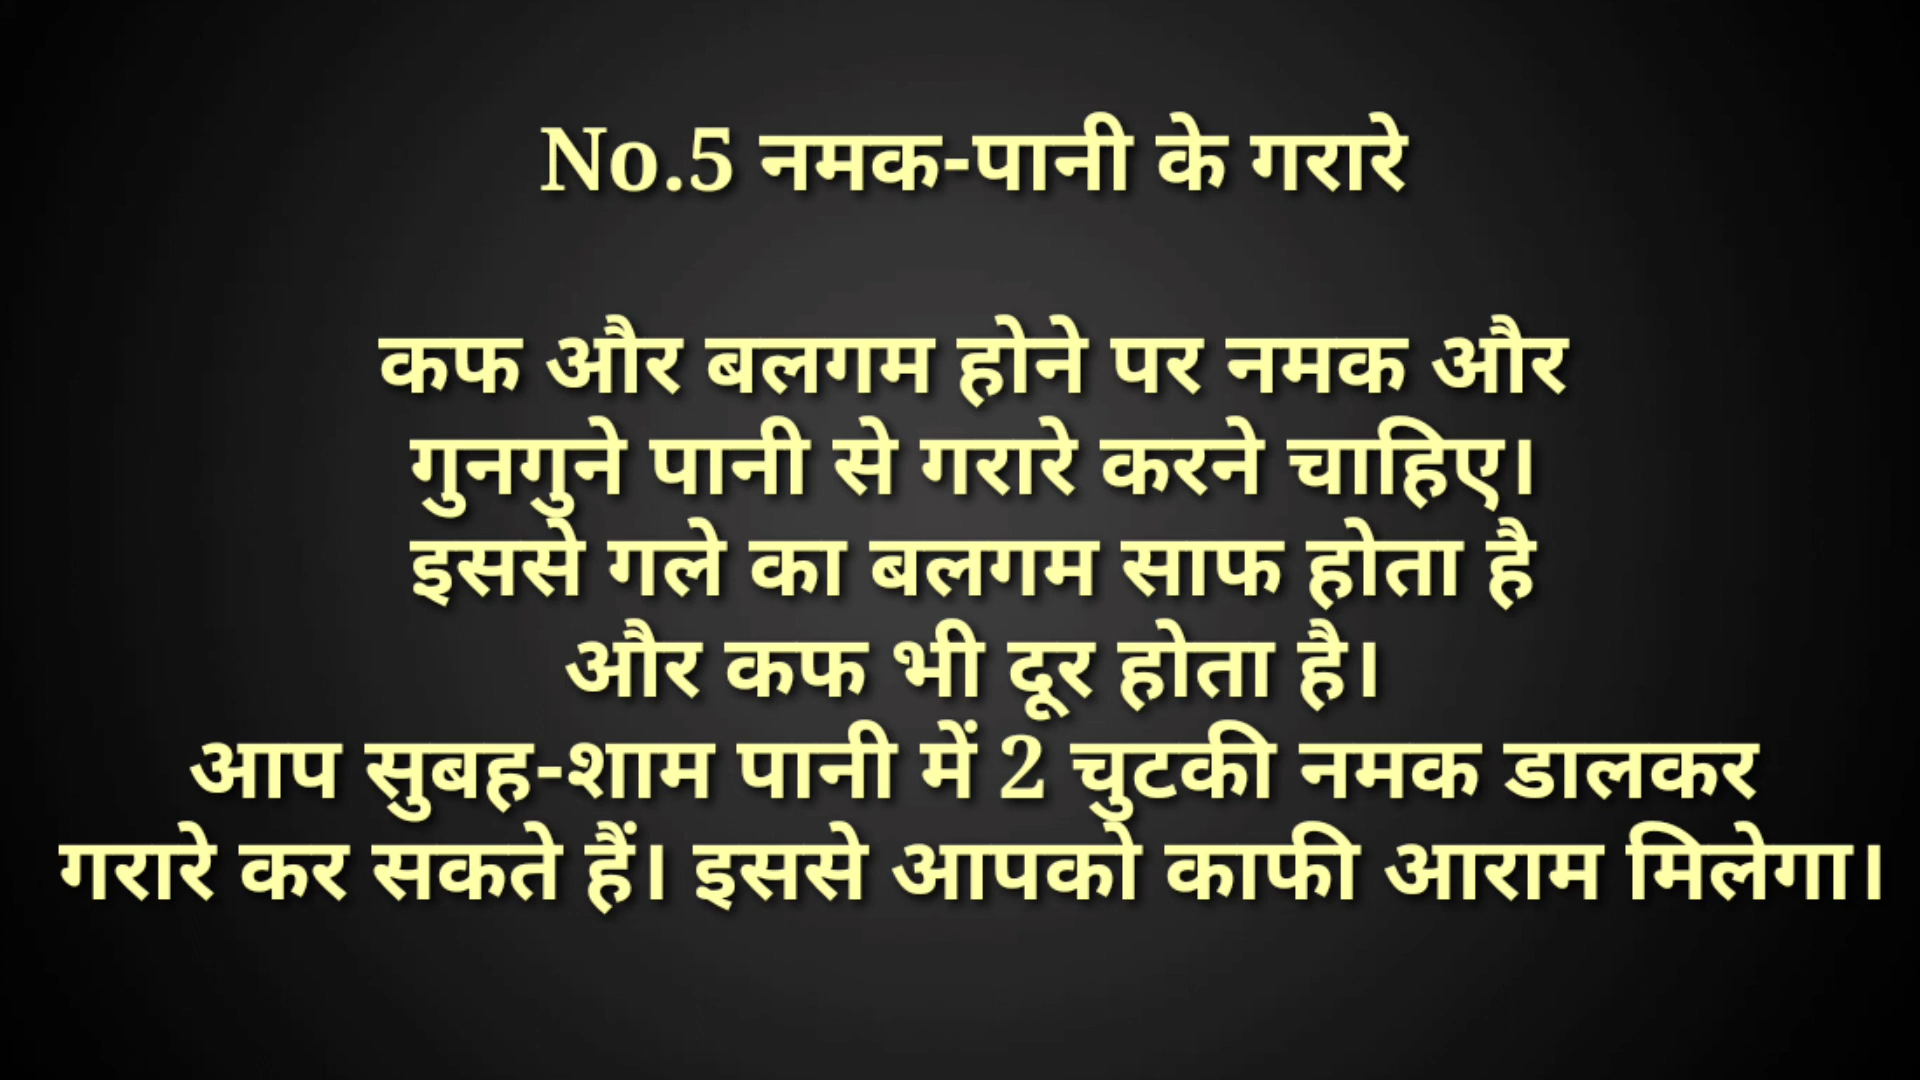 No.5 नमक-पानी के गरारे
कफ और बलगम होने पर नमक और
गुनगुने पानी से गरारे करने चाहिए।
इससे गले का बलगम साफ होता है
और कफ भी दूर होता है।
आप सुबह-शाम पानी में 2 चुटकी नमक डालकर
गरारे कर सकते हैं। इससे आपको काफी आराम मिलेगा।